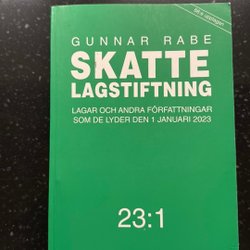 GUNNAR RABE
SKATTE
LAGSTIFTNING
LAGAR OCH ANDRA FÖRFATTNINGAR
SOM DE LYDER DEN 1 JANUARI 2023
23:1